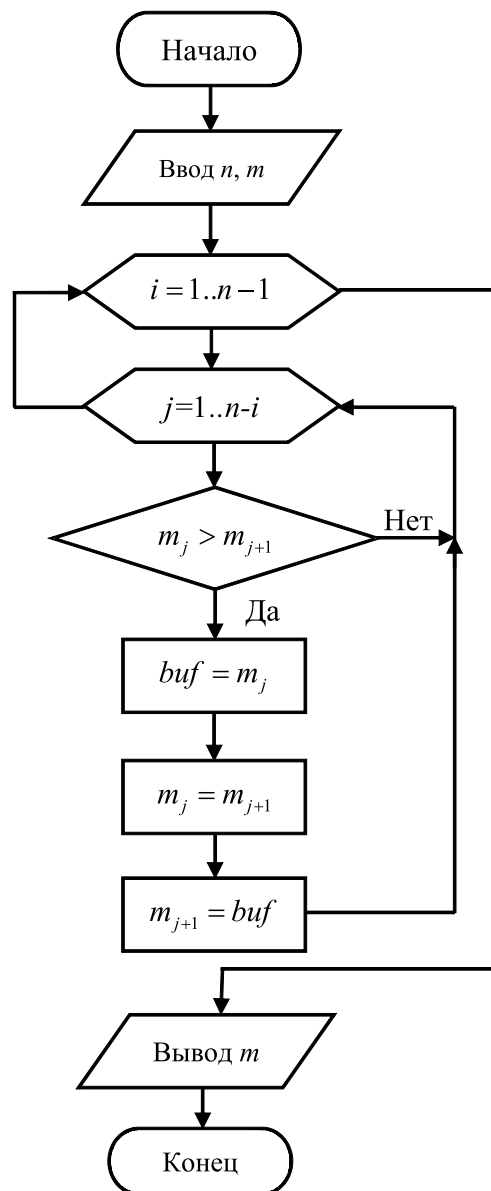 Начало
Ввод n, m
i = 1..n − 1
j=1..n-i
m_j > m_{j+1}
Нет
Да
buf = m_j
m_j = m_{j+1}
m_{j+1} = buf
Вывод m
Конец